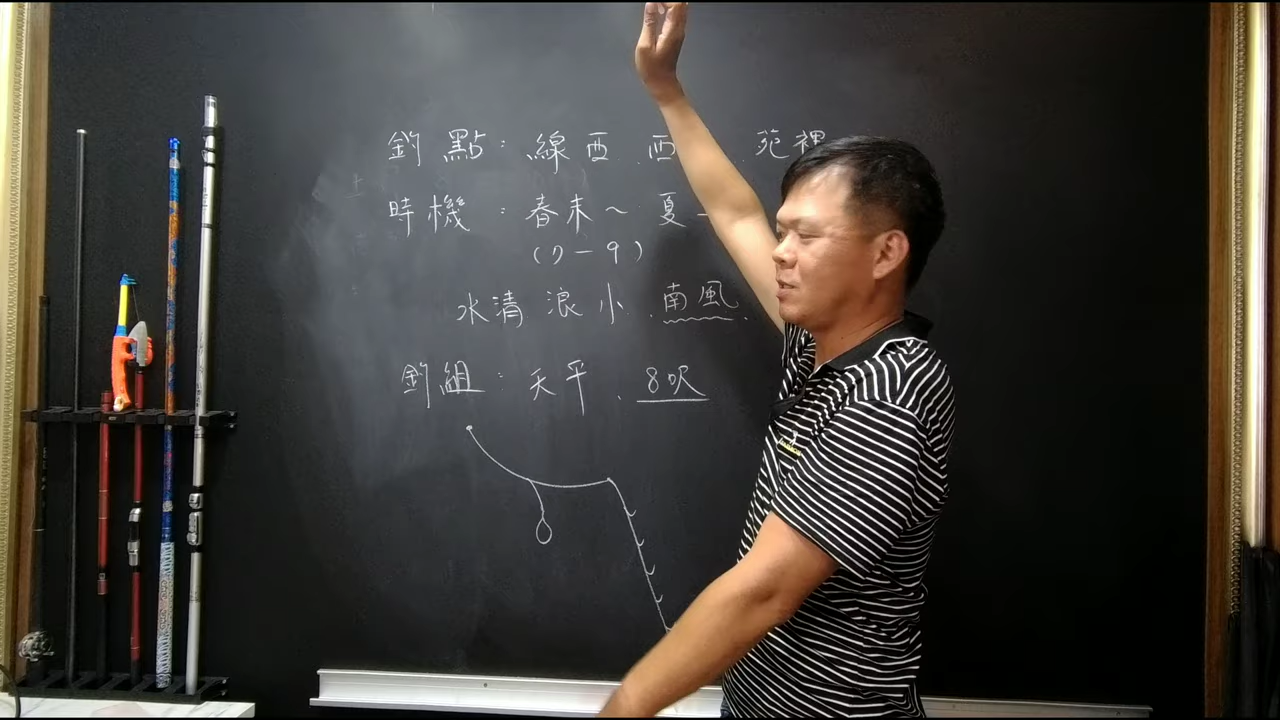 釣點：線西．西．苑裡
時機：春末～夏
（7－9）
水清 浪小．南風．
釣組：天平．8呎